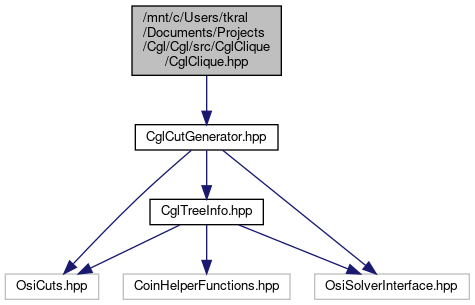 /mnt/c/Users/tkral
/Documents/Projects
/Cgl/Cgl/src/CglClique
/CglClique.hpp
CglCutGenerator.hpp
CglTreeInfo.hpp
OsiCuts.hpp
CoinHelperFunctions.hpp
OsiSolverInterface.hpp